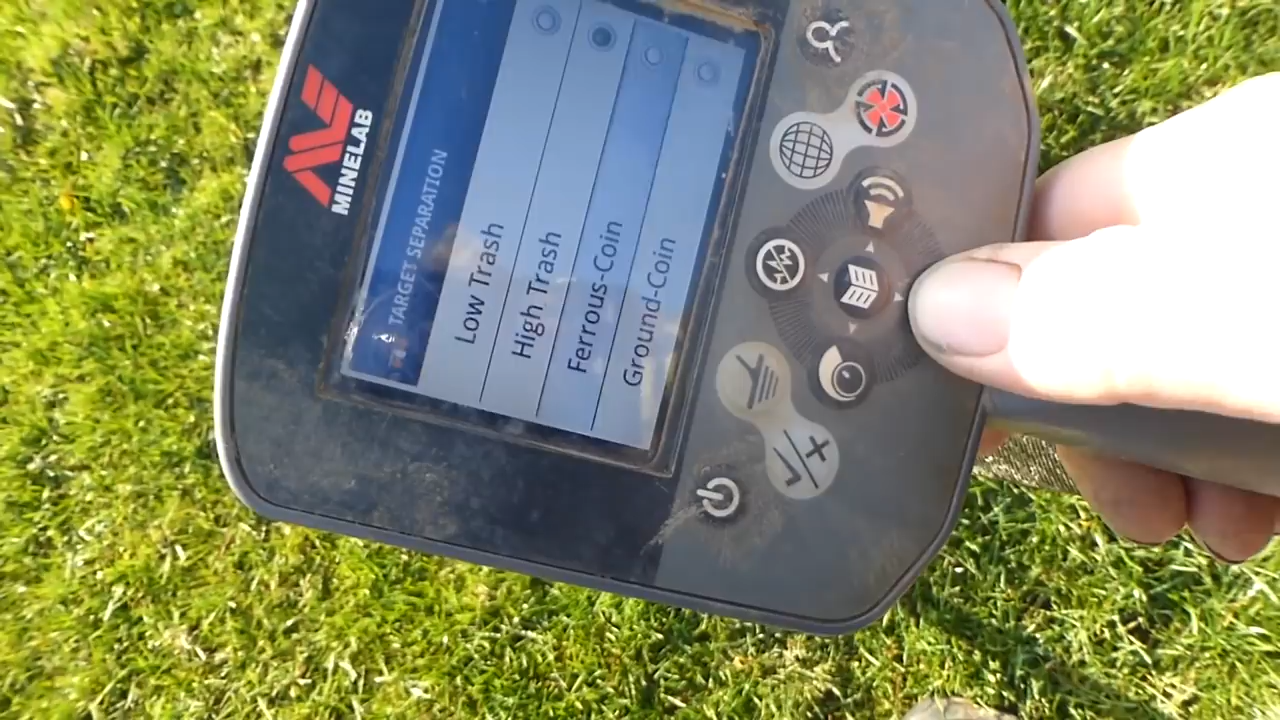 MINELAB
TARGET SEPARATION
Low Trash
High Trash
Ferrous-Coin
Ground-Coin